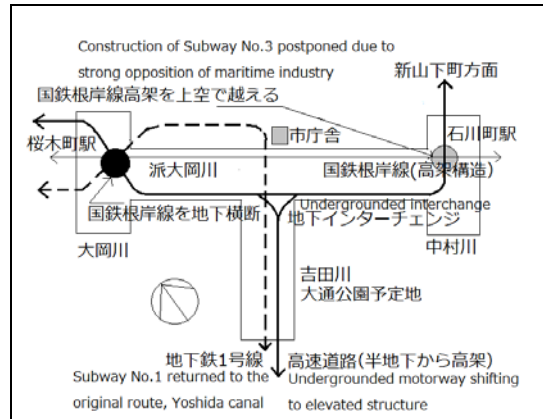 Construction of Subway No.3 postponed due to
strong opposition of maritime industry
新山下町方面
国鉄根岸線高架を上空で越える
市庁舎
石川町駅
桜木町駅
派大岡川
国鉄根岸線(高架構造)
Undergrounded interchange
国鉄根岸線を地下横断
地下インターチェンジ
大岡川
中村川
吉田川
大通公園予定地
地下鉄1号線
高速道路(半地下から高架)
Subway No.1 returned to the
original route, Yoshida canal
Undergrounded motorway shifting
to elevated structure